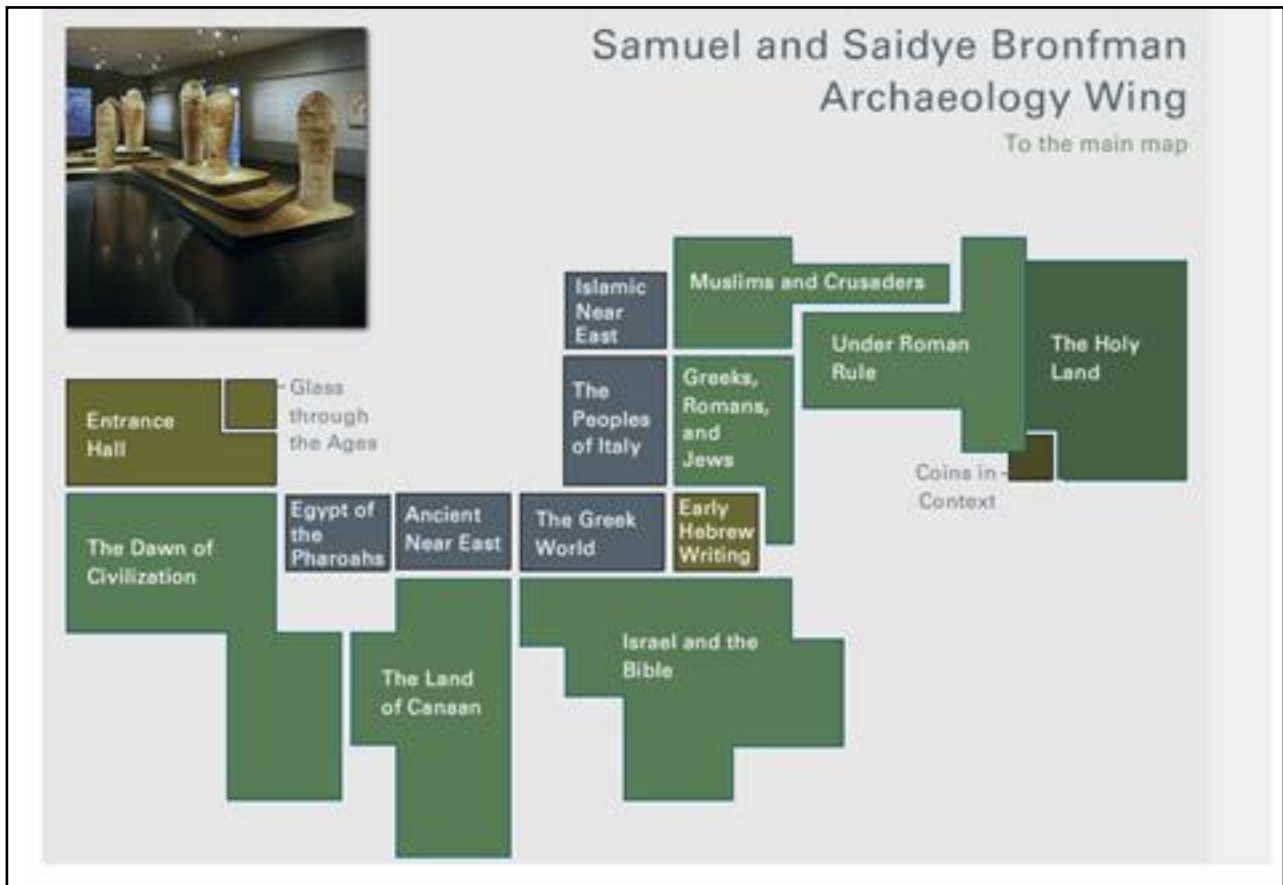 Samuel and Saidye Bronfman
Archaeology Wing
To the main map
Islamic
Near
East
Muslims and Crusaders
Under Roman
Rule
The Holy
Land
Entrance
Hall
Glass
through
the Ages
The
Peoples
of Italy
Greeks,
Romans,
and
Jews
Coins in
Context
The Dawn of
Civilization
Egypt of
the
Pharoahs
Ancient
Near East
The Greek
World
Early
Hebrew
Writing
The Land
of Canaan
Israel and the
Bible